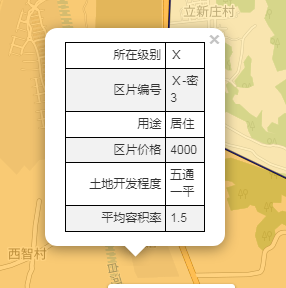 立新庄村
×
所在级别 X
区片编号 X-密
3
用途 居住
区片价格 4000
土地开发程度 五通
一平
平均容积率 1.5
西智村
白河